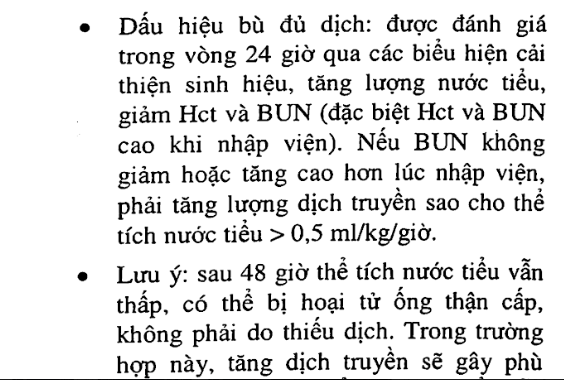 • Dấu hiệu bù đủ dịch: được đánh giá
trong vòng 24 giờ qua các biểu hiện cải
thiện sinh hiệu, tăng lượng nước tiểu,
giảm Hct và BUN (đặc biệt Hct và BUN
cao khi nhập viện). Nếu BUN không
giảm hoặc tăng cao hơn lúc nhập viện,
phải tăng lượng dịch truyền sao cho thể
tích nước tiểu > 0,5 ml/kg/giờ.
• Lưu ý: sau 48 giờ thể tích nước tiểu vẫn
thấp, có thể bị hoại tử ống thận cấp,
không phải do thiếu dịch. Trong trường
hợp này, tăng dịch truyền sẽ gây phù